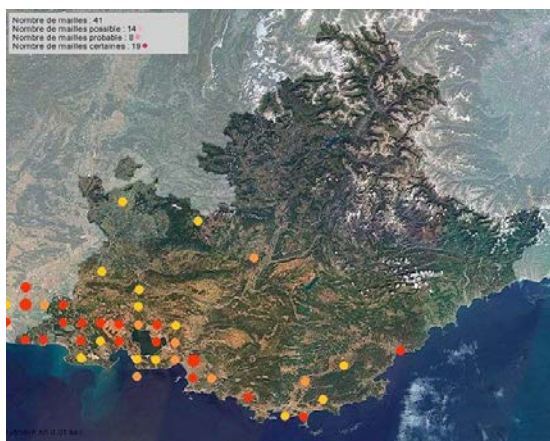 Nombre de mailles : 41
Nombre de mailles possible : 14
Nombre de mailles probable : 8
Nombre de mailles certaines : 19